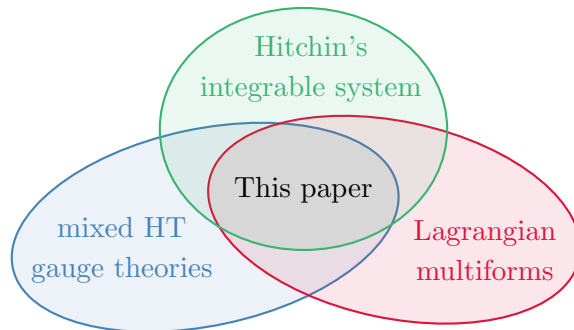 Hitchin's
integrable system
This paper
mixed HT
gauge theories
Lagrangian
multiforms